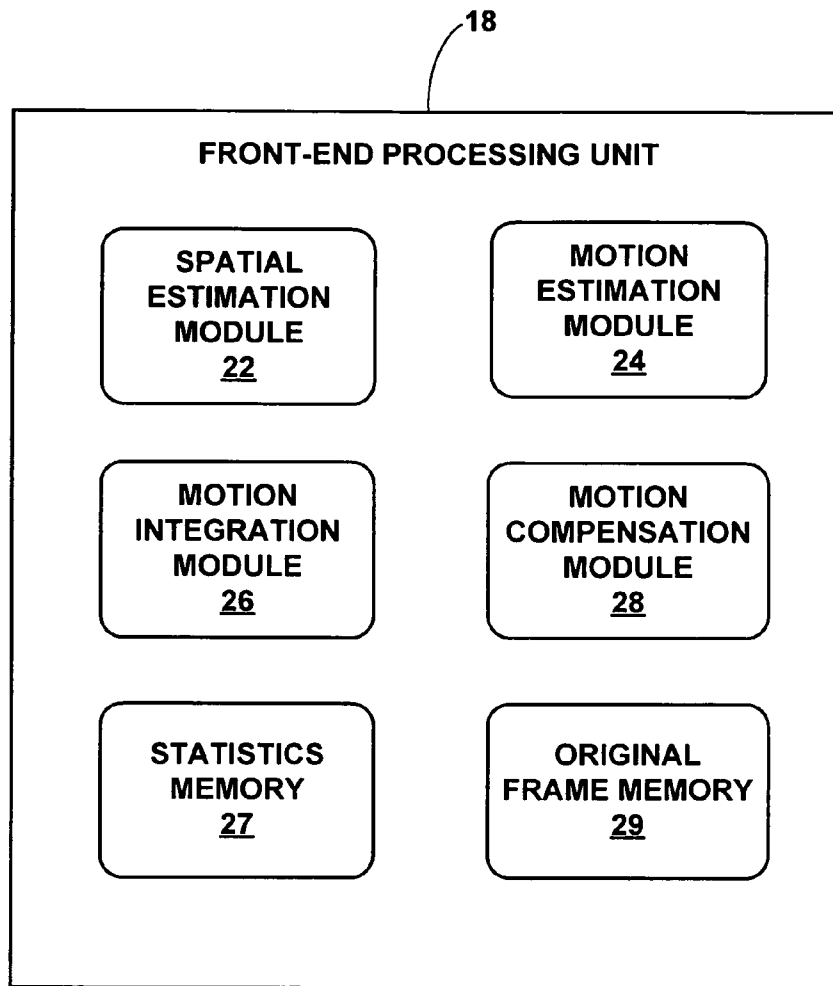 18
FRONT-END PROCESSING UNIT
SPATIAL
ESTIMATION
MODULE
22
MOTION
ESTIMATION
MODULE
24
MOTION
INTEGRATION
MODULE
26
MOTION
COMPENSATION
MODULE
28
STATISTICS
MEMORY
27
ORIGINAL
FRAME MEMORY
29